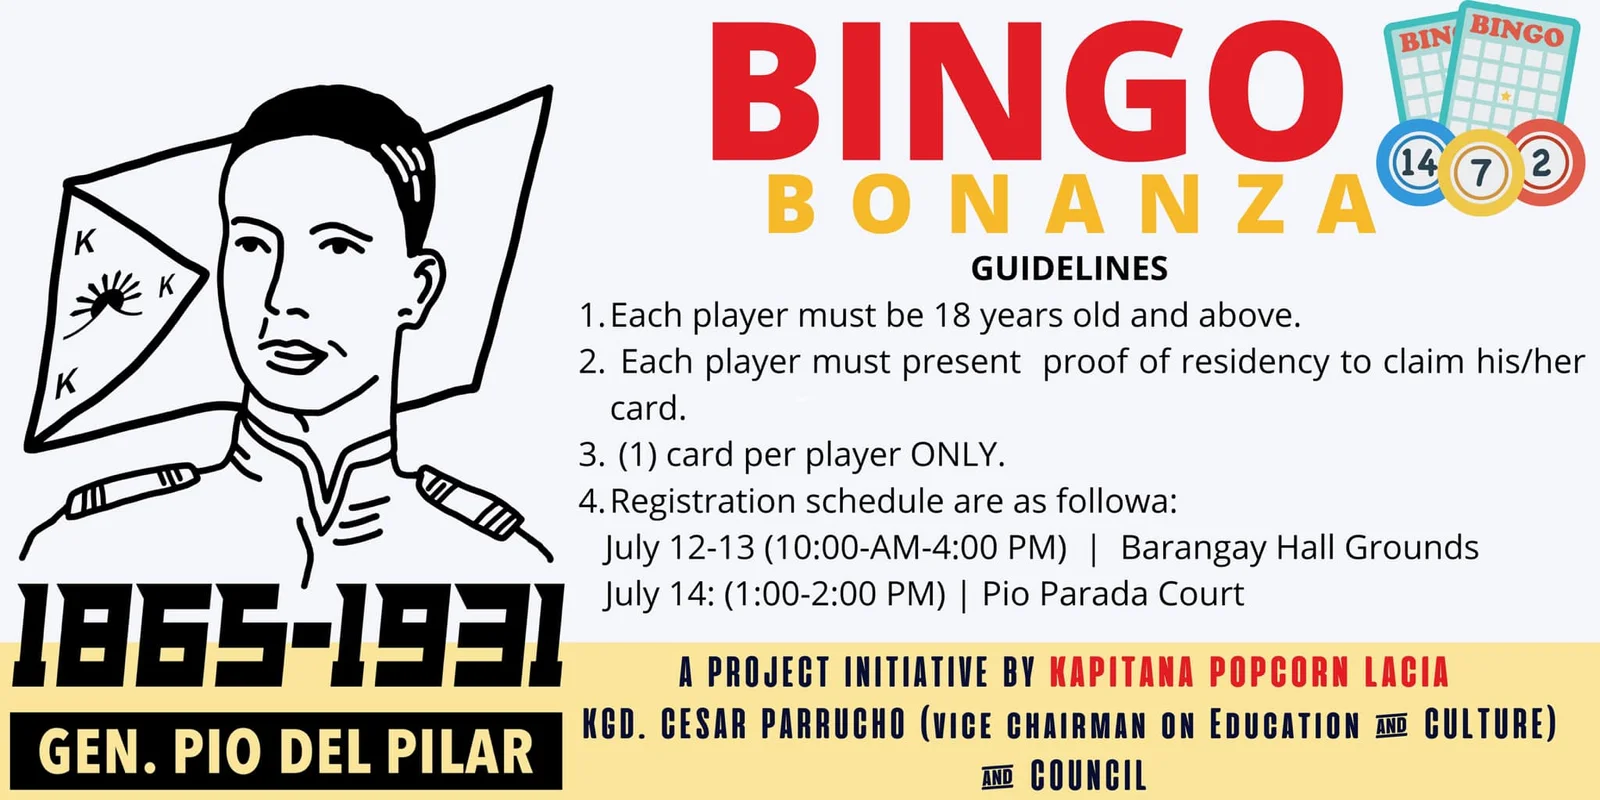 BINGO
BONANZA
BIN
BINGO
14 7 2
GUIDELINES
1. Each player must be 18 years old and above.
2. Each player must present proof of residency to claim his/her
card.
3. (1) card per player ONLY.
4. Registration schedule are as followa:
July 12-13 (10:00-AM-4:00 PM) | Barangay Hall Grounds
July 14: (1:00-2:00 PM) | Pio Parada Court
K
K
K
1865-1931
GEN. PIO DEL PILAR
A PROJECT INITIATIVE BY KAPITANA POPCORN LACIA
KGD. CESAR PARRUCHO (VICE CHAIRMAN ON EDUCATION AND CULTURE)
AND COUNCIL